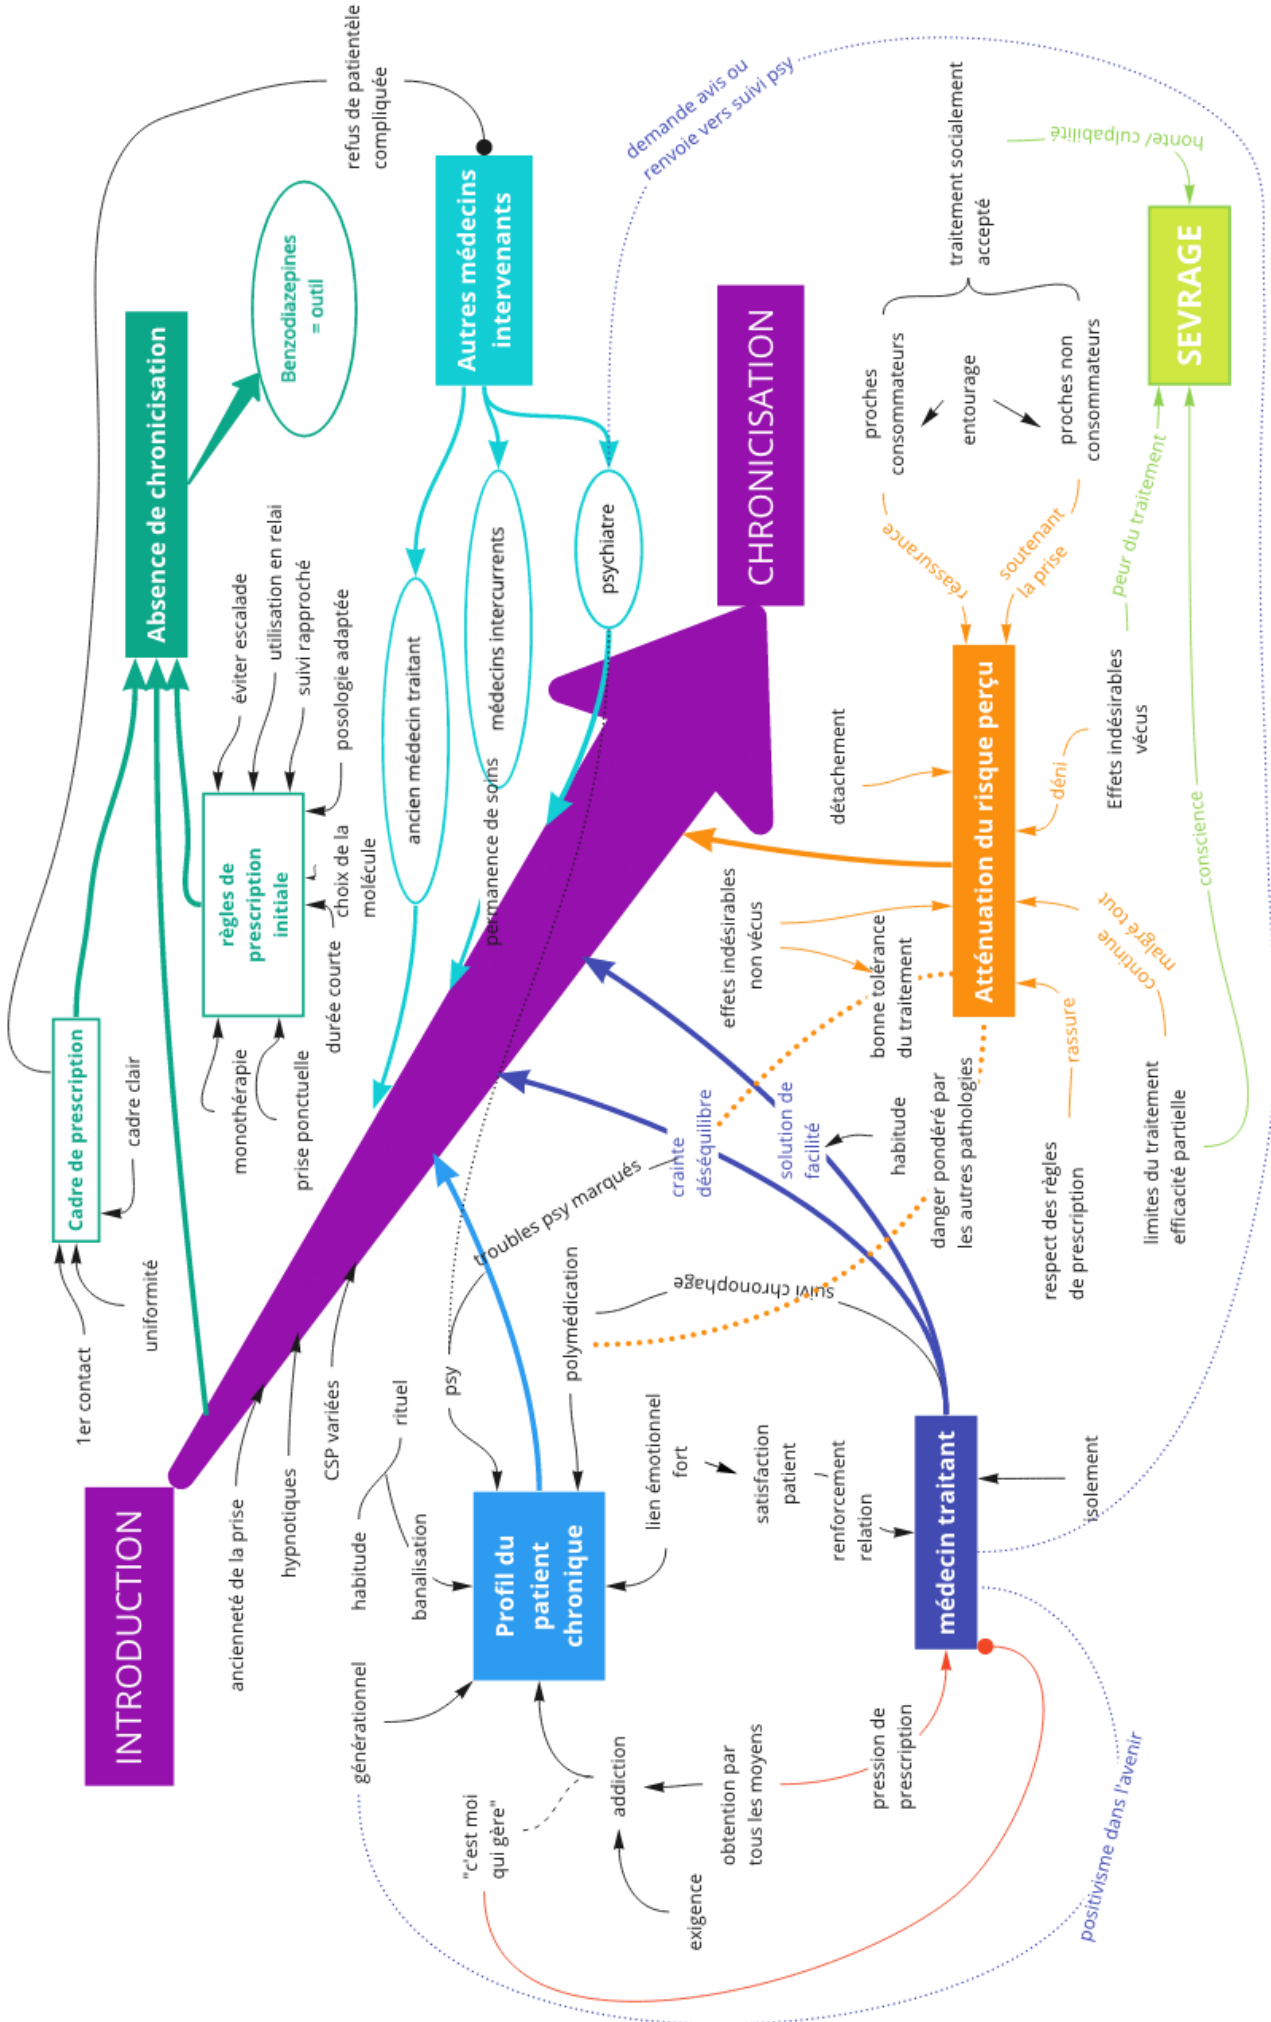 INTRODUCTION
1er contact
uniformité
Cadre de prescription
cadre clair
monothérapie
prise ponctuelle
durée courte
règles de
prescription
initiale
choix de la
molécule
posologie adaptée
suivi rapproché
utilisation en relai
éviter escalade
Absence de chronicisation
Benzodiazepines
= outil
refus de patientèle
compliquée
Autres médecins
intervenants
ancien médecin traitant
médecins intercurrents
permanence de soins
psychiatre
demande avis ou
renvoie vers suivi psy
CHRONICISATION
ancienneté de la prise
hypnotiques
CSP variées
générationnel
habitude
rituel
banalisation
psy
troubles psy marqués
Profil du
patient
chronique
polymédication
suivi chronophage
lien émotionnel
fort
satisfaction
patient
renforcement
relation
"c'est moi
qui gère"
addiction
exigence
obtention par
tous les moyens
pression de
prescription
médecin traitant
isolement
positivisme dans l'avenir
crainte
déséquilibre
solution de
facilité
habitude
danger pondéré par
les autres pathologies
effets indésirables
non vécus
bonne tolérance
du traitement
détachement
Atténuation du risque perçu
rassure
respect des règles
de prescription
continue
malgré tout
limites du traitement
efficacité partielle
déni
Effets indésirables
vécus
réassurance
soutenant
la prise
proches
consommateurs
entourage
proches non
consommateurs
traitement socialement
accepté
honte/ culpabilité
peur du traitement
conscience
SEVRAGE